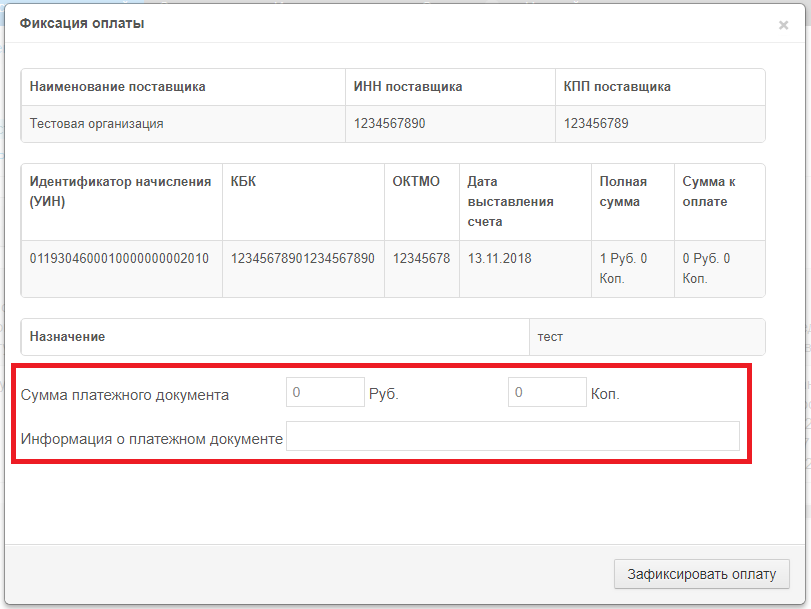 Фиксация оплаты ×
Наименование поставщика ИНН поставщика КПП поставщика
Тестовая организация 1234567890 123456789
Идентификатор начисления (УИН) КБК ОКТМО Дата выставления счета Полная сумма Сумма к оплате
0119304600010000000002010 12345678901234567890 12345678 13.11.2018 1 Руб. 0 Коп. 0 Руб. 0 Коп.
Назначение тест
Сумма платежного документа 0 Руб. 0 Коп.
Информация о платежном документе
Зафиксировать оплату